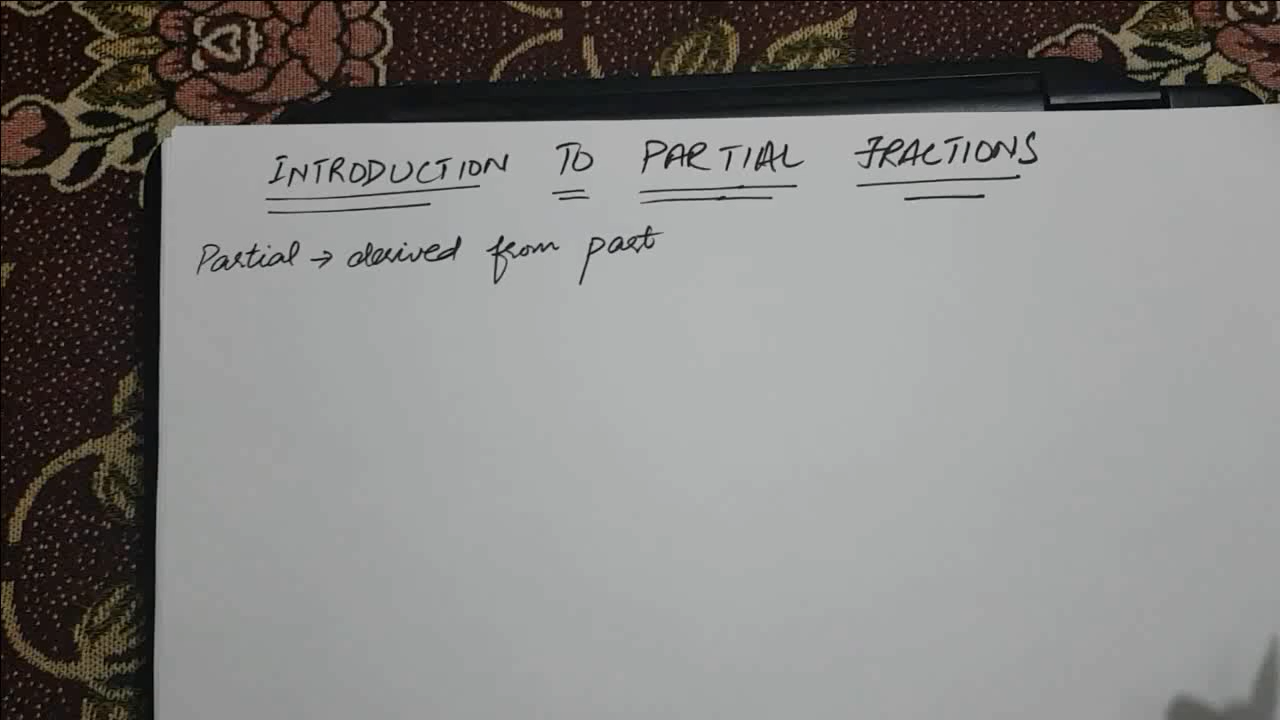 INTRODUCTION TO PARTIAL FRACTIONS
Partial → derived from part